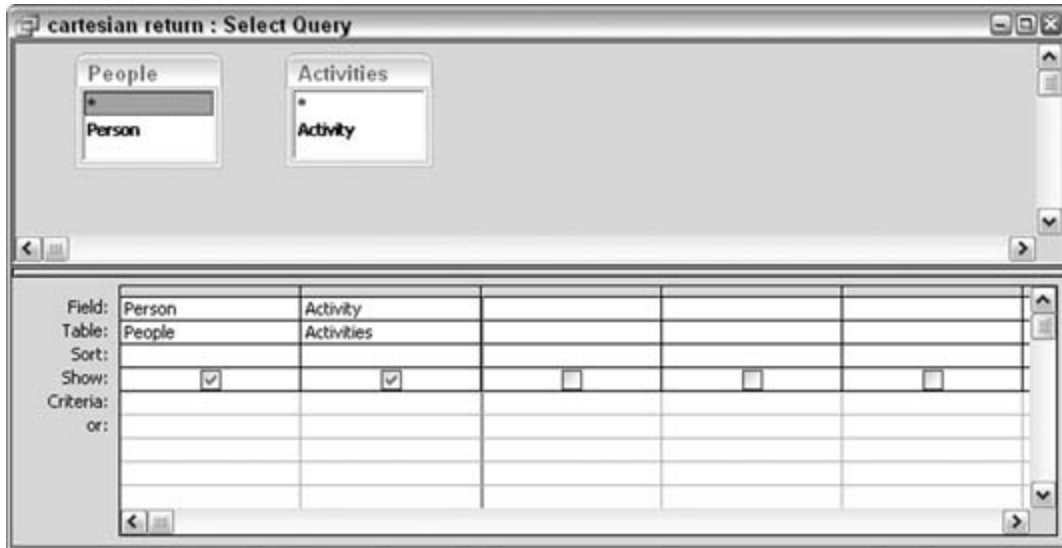 cartesian return : Select Query
People
*
Person
Activities
*
Activity
Field: Person Activity
Table: People Activities
Sort:
Show:
Criteria:
or: